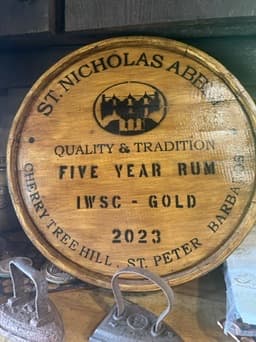 ST. NICHOLAS ABBEY
QUALITY & TRADITION
FIVE YEAR RUM
IWSC - GOLD
2023
CHERRY TREE HILL, ST. PETER BARBADOS